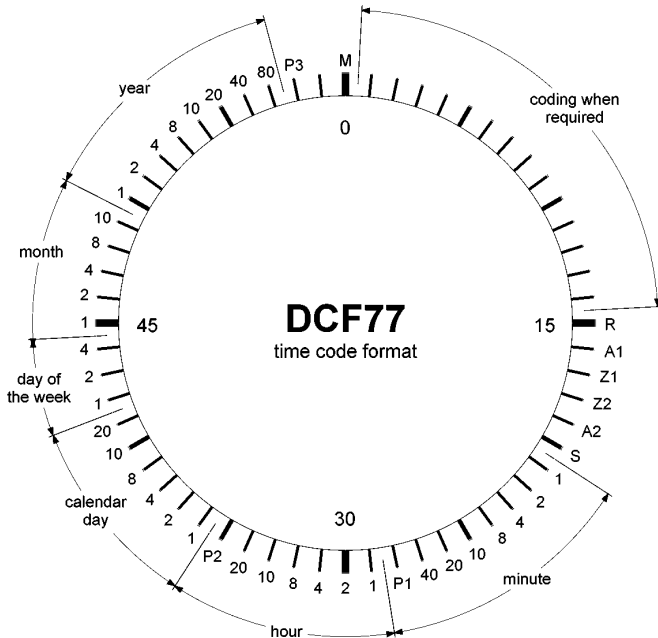 M
0
coding when
required
15
R
A1
Z1
Z2
A2
S
1
2
4
8
10
20
40
minute
P1
30
1
2
4
8
10
20
hour
P2
1
2
4
8
10
20
calendar
day
1
2
4
day of
the week
45
1
2
4
8
10
month
1
2
4
8
10
20
40
80
year
P3
DCF77
time code format